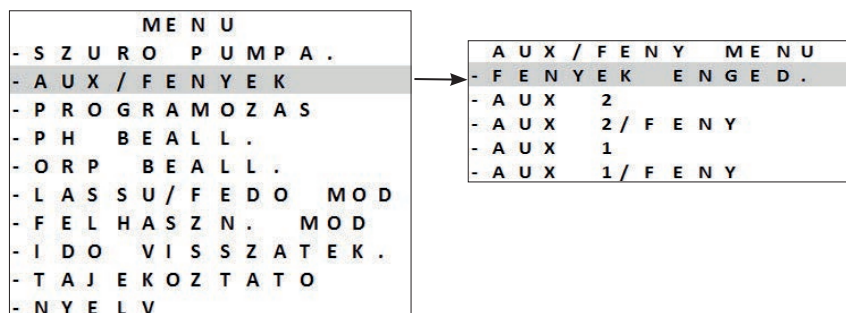 MENU
-SZURO PUMPA.
-AUX/FENYEK
-PROGRAMOZAS
-PH BEALL.
-ORP BEALL.
-LASSU/FEDO MOD
-FELHASZN. MOD
-IDO VISSZATEK.
-TAJEKOZTATO
-NYELV
AUX/FENY MENU
-FENYEK ENGED.
-AUX 2
-AUX 2/FENY
-AUX 1
-AUX 1/FENY